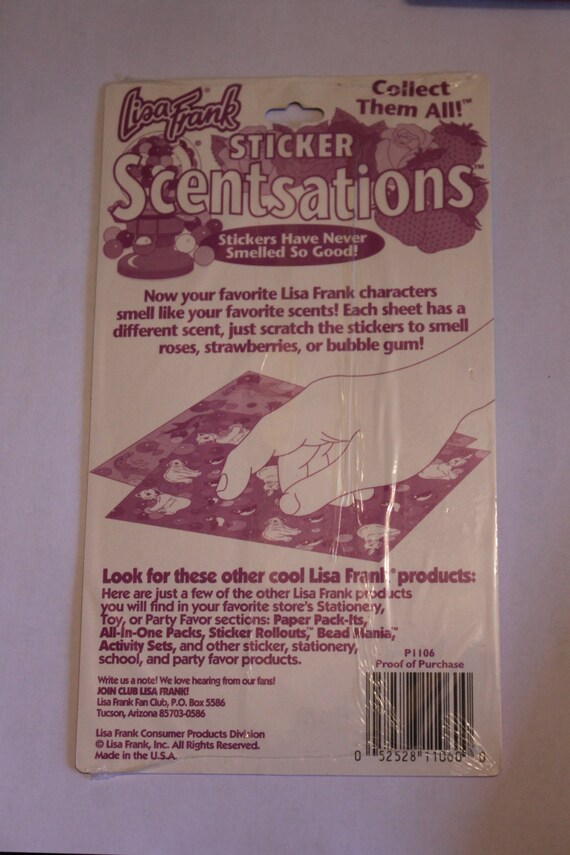 Lisa Frank®
Collect
Them All!™
® STICKER
Scentsations™
Stickers Have Never
Smelled So Good!
Now your favorite Lisa Frank characters
smell like your favorite scents! Each sheet has a
different scent, just scratch the stickers to smell
roses, strawberries, or bubble gum!
Look for these other cool Lisa Frank® products:
Here are just a few of the other Lisa Frank products
you will find in your favorite store's Stationery,
Toy, or Party Favor sections: Paper Pack-Its,
All-In-One Packs, Sticker Rollouts,™ Bead Mania,™
Activity Sets, and other sticker, stationery,
school, and party favor products.
P1106
Proof of Purchase
Write us a note! We love hearing from our fans!
JOIN CLUB LISA FRANK!
Lisa Frank Fan Club, P.O. Box 5586
Tucson, Arizona 85703-0586
Lisa Frank Consumer Products Division
© Lisa Frank, Inc. All Rights Reserved.
Made in the U.S.A.
0 52528 11060 0